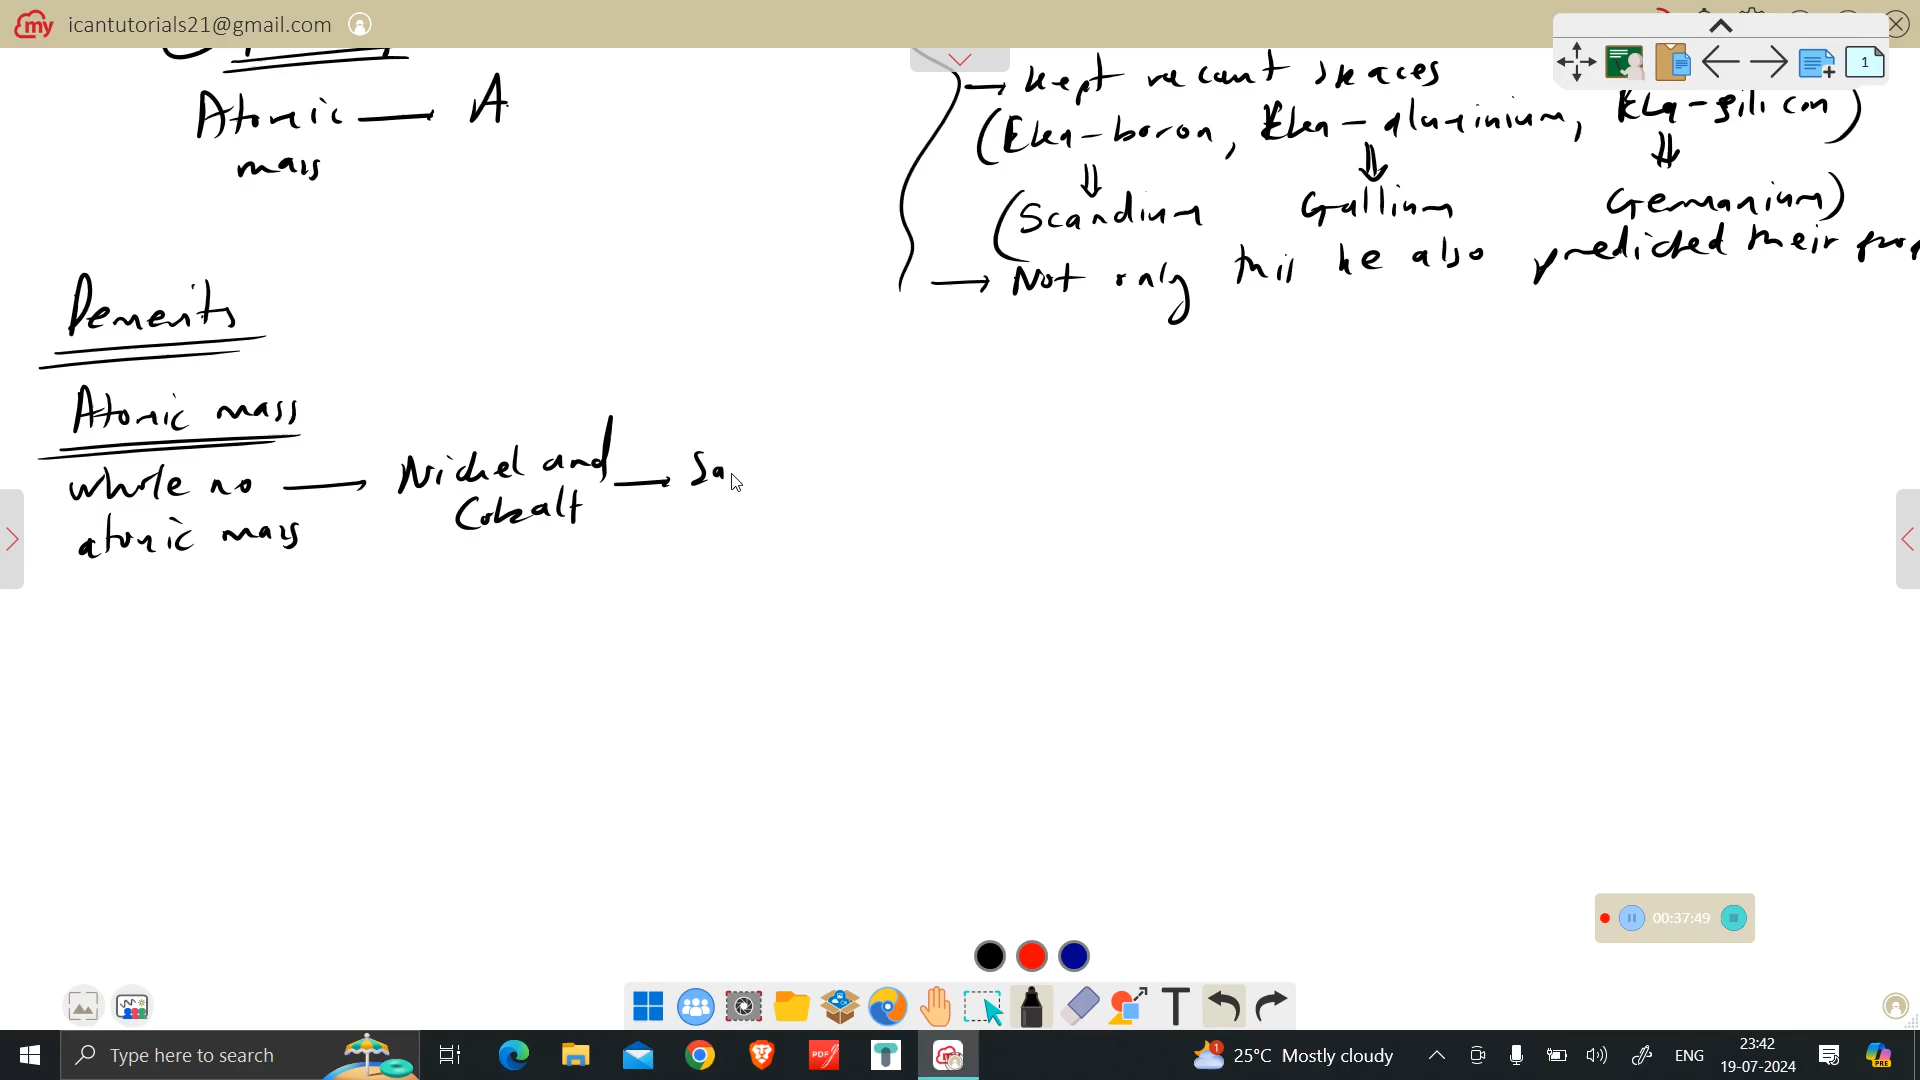 icantutorials21@gmail.com
Atomic — A
mass
→ kept vacant spaces
(Eka-boron, Eka-aluminium, Eka-silicon)
(Scandium Gallium Germanium)
→ Not only this he also predicted their prop
Demerits
Atomic mass
whole no → Nickel and → Sa
atomic mass Cobalt
1
00:37:49
Type here to search
25°C Mostly cloudy
ENG
23:42
19-07-2024